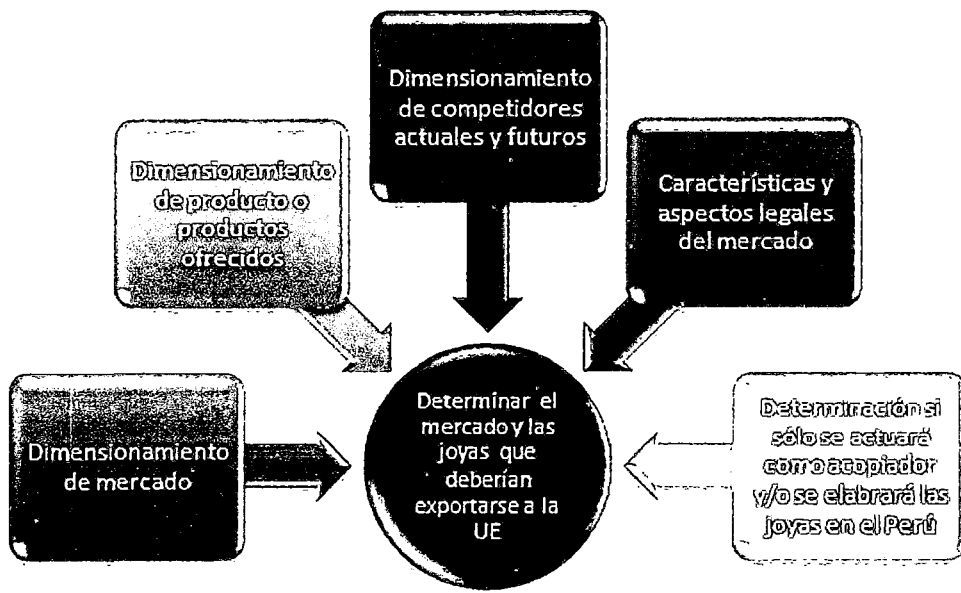 Dimensionamiento
de competidores
actuales y futuros
Dimensionamiento
de producto o
productos
ofrecidos
Características y
aspectos legales
del mercado
Dimensionamiento
de mercado
Determinar el
mercado y las
joyas que
deberían
exportarse a la
UE
Determinación si
sólo se actuará
como acopiador
y/o se elabrará las
joyas en el Perú